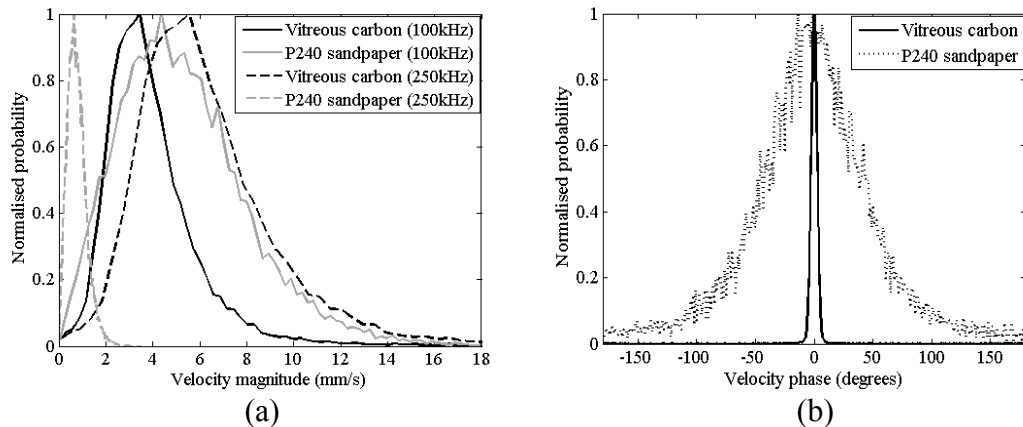 Normalised probability
1
0.8
0.6
0.4
0.2
0
0 2 4 6 8 10 12 14 16 18
Velocity magnitude (mm/s)
Vitreous carbon (100kHz)
P240 sandpaper (100kHz)
Vitreous carbon (250kHz)
P240 sandpaper (250kHz)
(a)
Normalised probability
1
0.8
0.6
0.4
0.2
0
-150 -100 -50 0 50 100 150
Velocity phase (degrees)
Vitreous carbon
P240 sandpaper
(b)